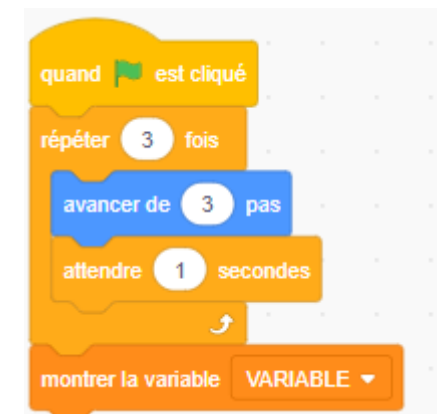 quand est cliqué
répéter 3 fois
avancer de 3 pas
attendre 1 secondes
montrer la variable VARIABLE